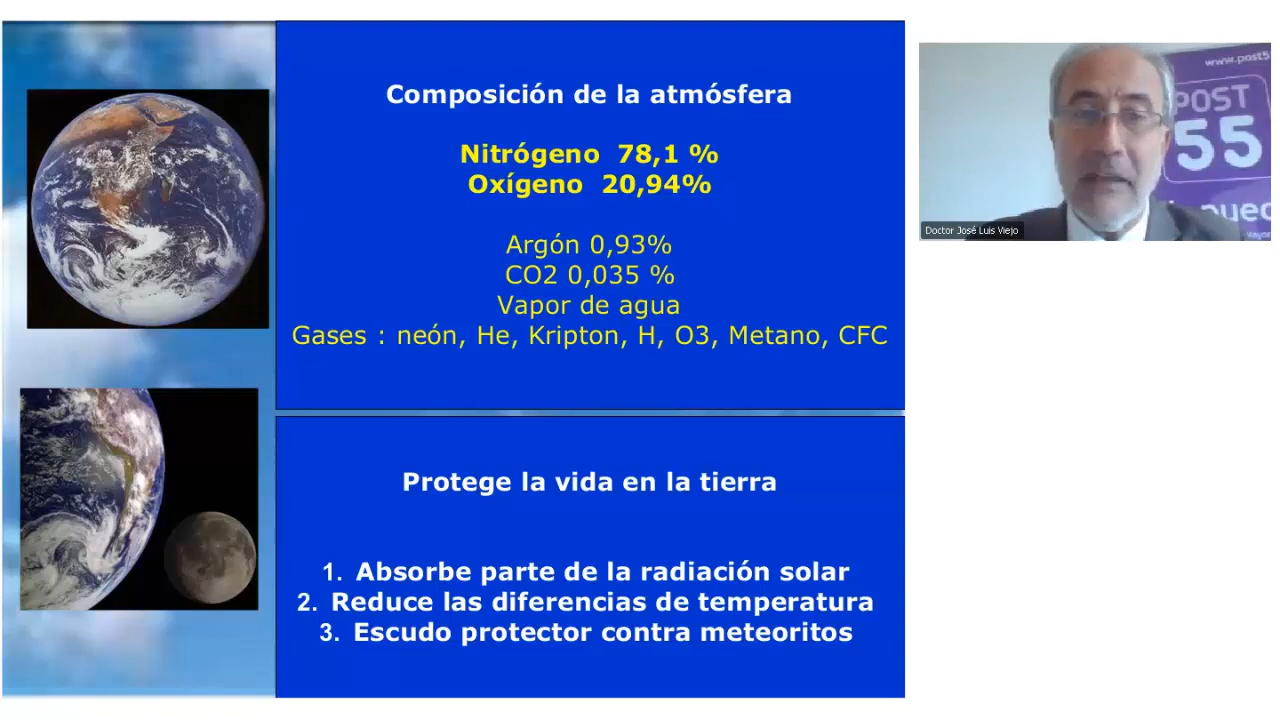 Composición de la atmósfera
Nitrógeno 78,1 %
Oxígeno 20,94%
Argón 0,93%
CO2 0,035 %
Vapor de agua
Gases : neón, He, Kripton, H, O3, Metano, CFC
Protege la vida en la tierra
1. Absorbe parte de la radiación solar
2. Reduce las diferencias de temperatura
3. Escudo protector contra meteoritos
www.post5
POST
55
Doctor José Luis Viejo